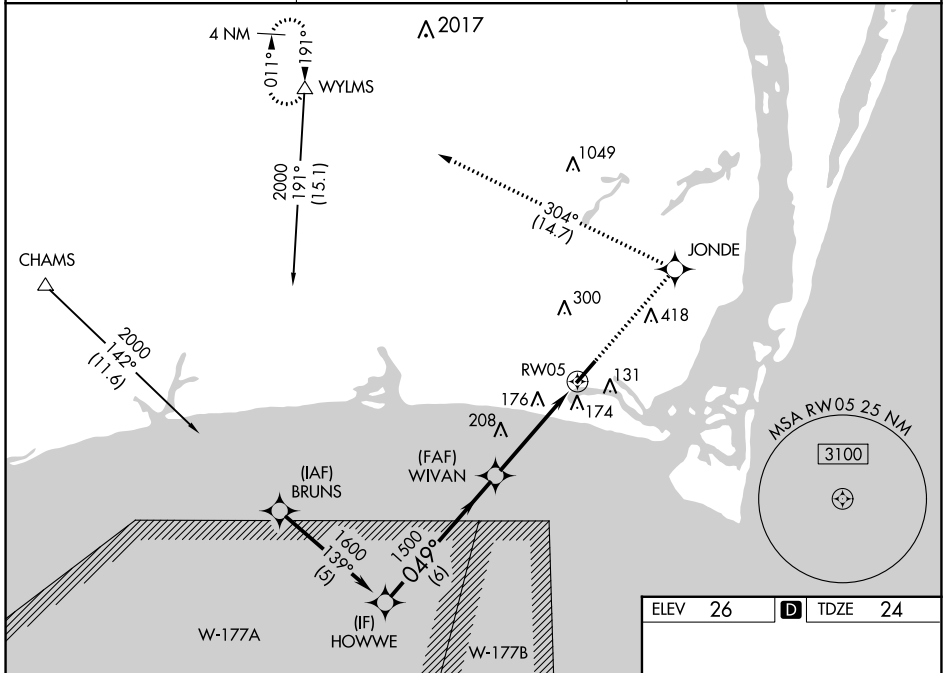 4 NM
011°
191°
WYLMS
2017
2000
191°
(15.1)
1049
304°
(14.7)
JONDE
CHAMS
2000
142°
(11.6)
300
418
RW05
131
176
174
208
MSA RW05 25 NM
3100
(FAF)
WIVAN
(IAF)
BRUNS
1600
139°
(5)
1500
049°
(6)
(IF)
HOWWE
W-177A
W-177B
ELEV 26 D TDZE 24